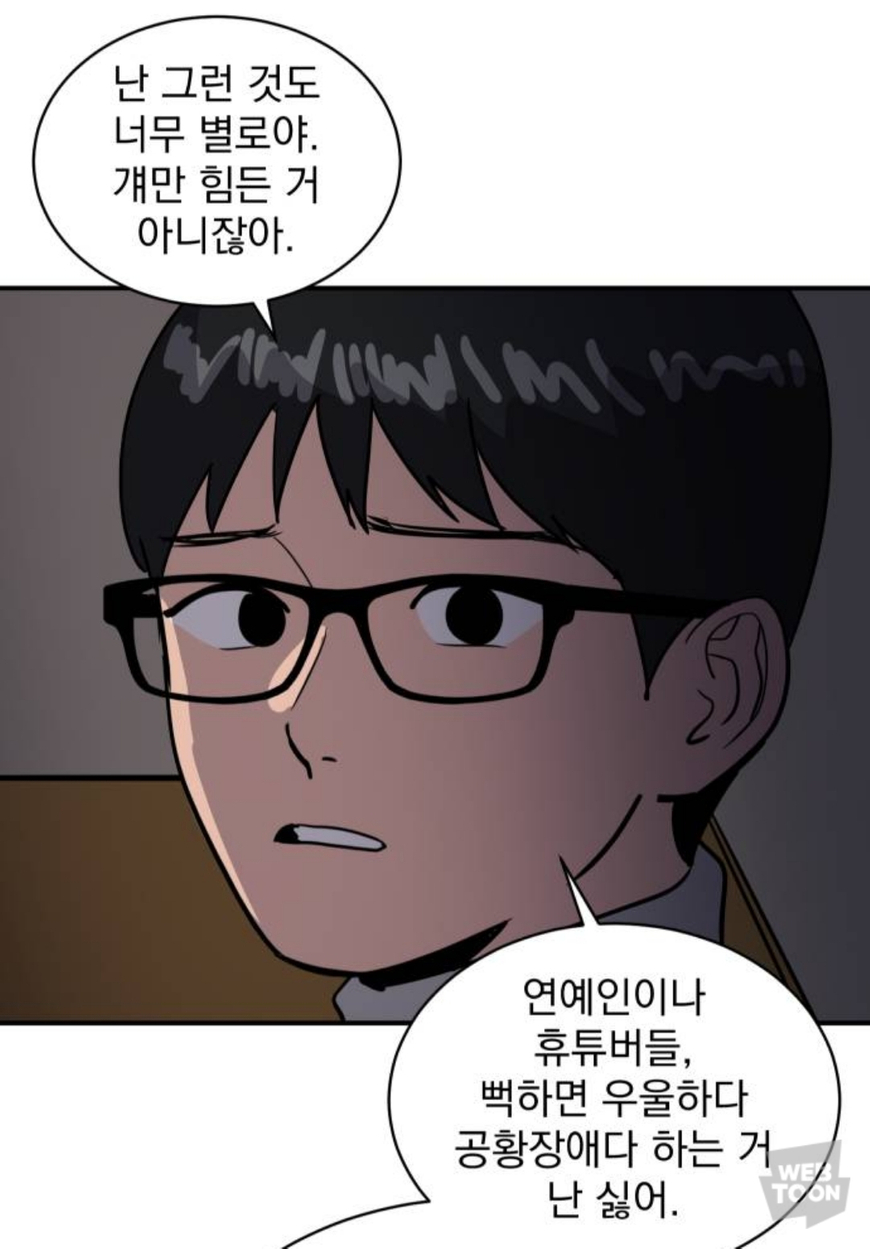 난 그런 것도
너무 별로야.
걔만 힘든 거
아니잖아.
연예인이나
휴튜버들,
뻑하면 우울하다
공황장애다 하는 거
난 싫어.
WEB
TOON